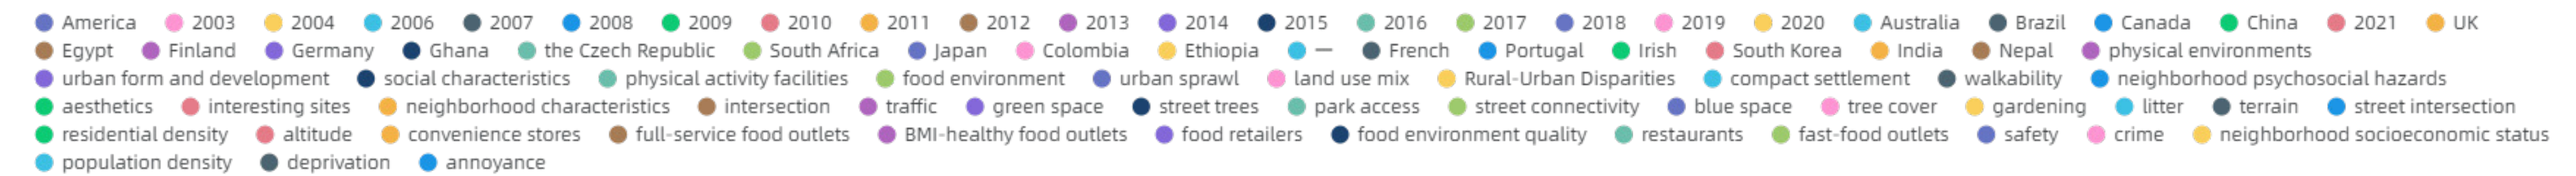 America 2003 2004 2006 2007 2008 2009 2010 2011 2012 2013 2014 2015 2016 2017 2018 2019 2020 Australia Brazil Canada China 2021 UK
Egypt Finland Germany Ghana the Czech Republic South Africa Japan Colombia Ethiopia — French Portugal Irish South Korea India Nepal physical environments
urban form and development social characteristics physical activity facilities food environment urban sprawl land use mix Rural-Urban Disparities compact settlement walkability neighborhood psychosocial hazards
aesthetics interesting sites neighborhood characteristics intersection traffic green space street trees park access street connectivity blue space tree cover gardening litter terrain street intersection
residential density altitude convenience stores full-service food outlets BMI-healthy food outlets food retailers food environment quality restaurants fast-food outlets safety crime neighborhood socioeconomic status
population density deprivation annoyance